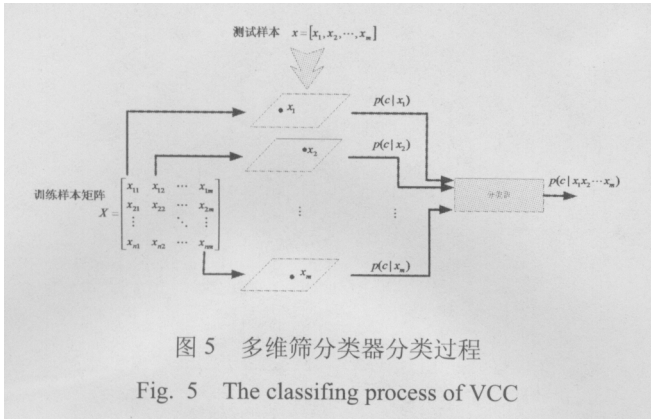 测试样本 x=[x₁,x₂,⋯,xₘ]
x₁
p(c|x₁)
x₂
p(c|x₂)
p(c|x₁x₂⋯xₘ)
训练样本矩阵
X=
x₁₁ x₁₂ ⋯ x₁ₘ
x₂₁ x₂₂ ⋯ x₂ₘ
⋮ ⋱ ⋮
xₙ₁ xₙ₂ ⋯ xₙₘ
⋮ ⋮
xₘ
p(c|xₘ)
图 5 多维筛分类器分类过程
Fig. 5 The classifing process of VCC